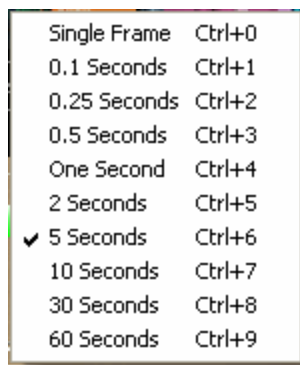 Single Frame Ctrl+0
0.1 Seconds Ctrl+1
0.25 Seconds Ctrl+2
0.5 Seconds Ctrl+3
One Second Ctrl+4
2 Seconds Ctrl+5
5 Seconds Ctrl+6
10 Seconds Ctrl+7
30 Seconds Ctrl+8
60 Seconds Ctrl+9